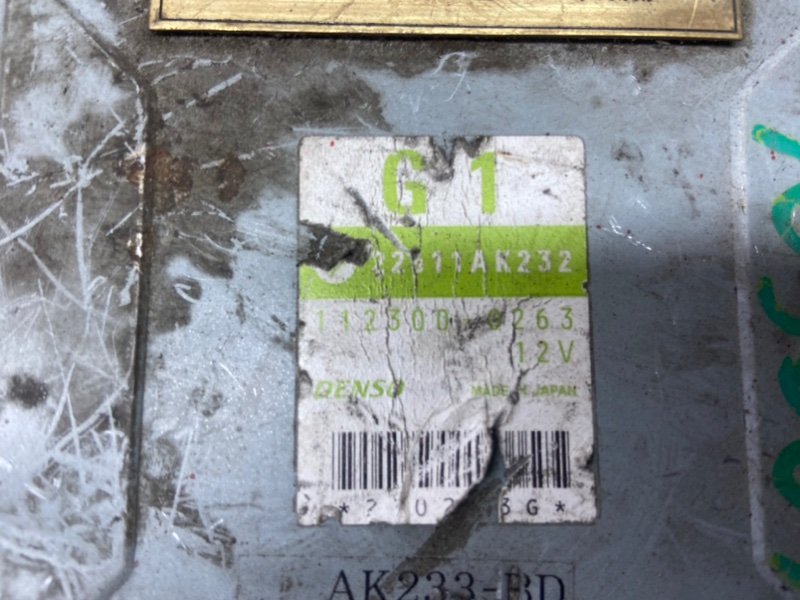 G 1
22611AK232
112300-0263
12V
DENSO
MADE IN JAPAN
AK233-BD